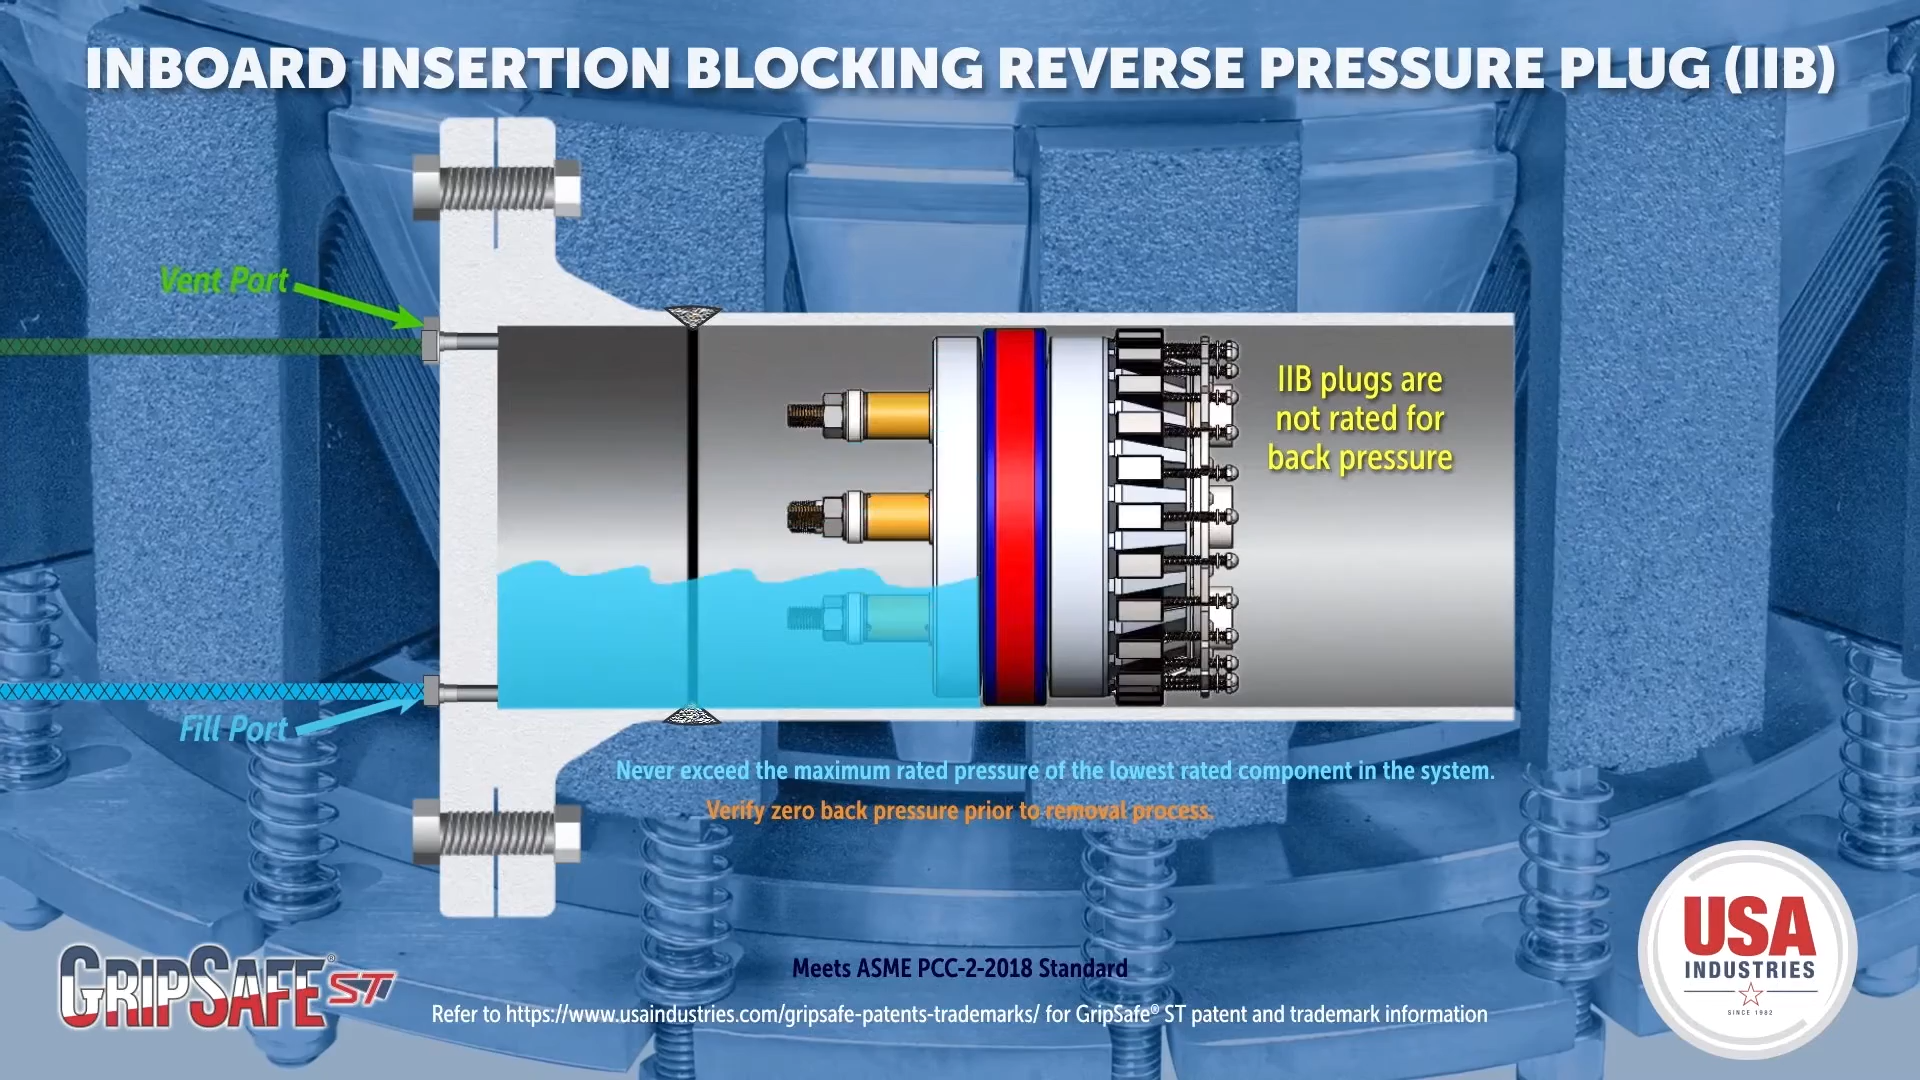 INBOARD INSERTION BLOCKING REVERSE PRESSURE PLUG (IIB)
Vent Port
IIB plugs are
not rated for
back pressure
Fill Port
Never exceed the maximum rated pressure of the lowest rated component in the system.
Verify zero back pressure prior to removal process.
Meets ASME PCC-2-2018 Standard
Refer to https://www.usaindustries.com/gripsafe-patents-trademarks/ for GripSafe® ST patent and trademark information
GRIPSAFE® ST
USA
INDUSTRIES
SINCE 1982